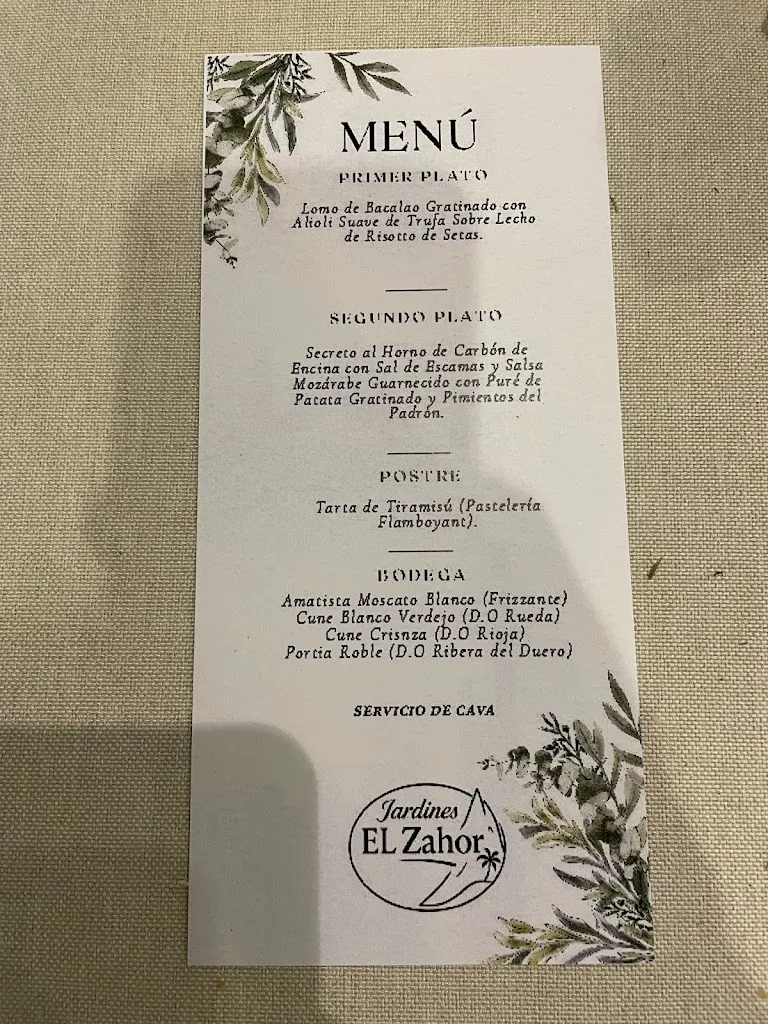 MENÚ
PRIMER PLATO
Lomo de Bacalao Gratinado con
Alioli Suave de Trufa Sobre Lecho
de Risotto de Setas.
SEGUNDO PLATO
Secreto al Horno de Carbón de
Encina con Sal de Escamas y Salsa
Mozárabe Guarnecido con Puré de
Patata Gratinado y Pimientos del
Padrón.
POSTRE
Tarta de Tiramisú (Pastelería
Flamboyant).
BODEGA
Amatista Moscato Blanco (Frizzante)
Cune Blanco Verdejo (D.O Rueda)
Cune Crisnza (D.O Rioja)
Portia Roble (D.O Ribera del Duero)
SERVICIO DE CAVA
Jardines
EL Zahor